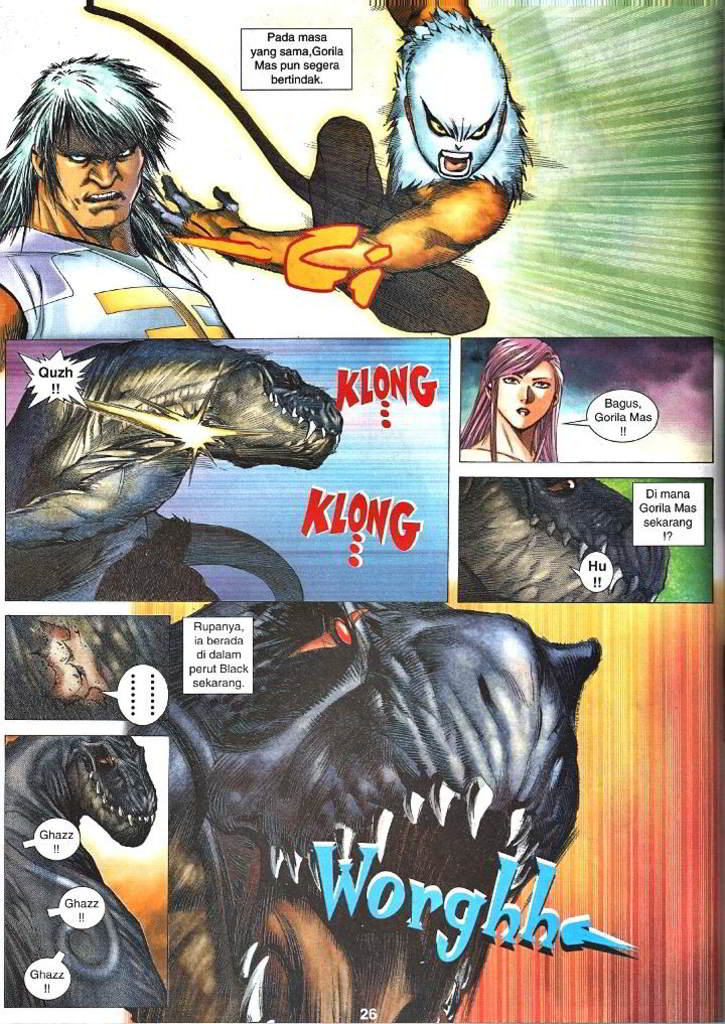 Pada masa
yang sama,Gorila
Mas pun segera
bertindak.
Quzh
!!
KLONG
...
KLONG
...
Bagus,
Gorila Mas
!!
Di mana
Gorila Mas
sekarang
!?
Hu
!!
Rupanya,
ia berada
di dalam
perut Black
sekarang.
Ghazz
!!
Ghazz
!!
Ghazz
!!
Worghh
26